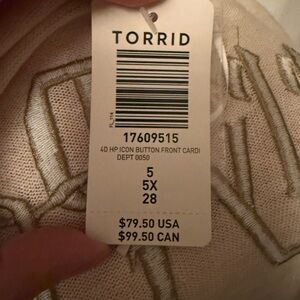 TORRID
FL_116
17609515
4D HP ICON BUTTON FRONT CARDI
DEPT 0050
5
5X
28
$79.50 USA
$99.50 CAN